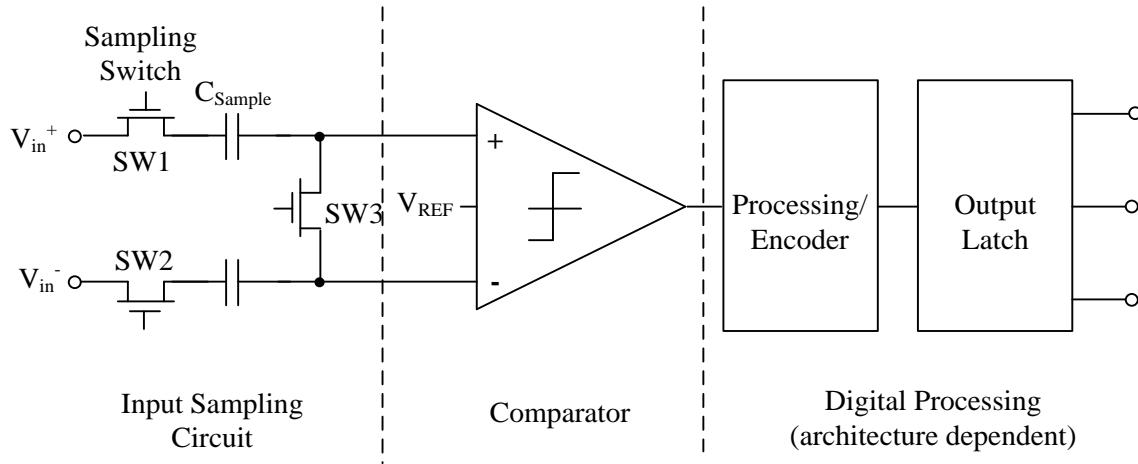 Sampling
Switch
C_Sample
V_in^+
SW1
+
SW3
V_REF
Processing/
Encoder
Output
Latch
SW2
V_in^-
-
Input Sampling
Circuit
Comparator
Digital Processing
(architecture dependent)